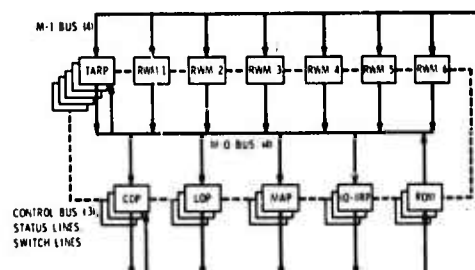 M-I BUS (4)
TARP RWM 1 RWM 2 RWM 3 RWM 4 RWM 5 RWM 6
M-O BUS (4)
COP LOP MAP IO-IRP ROM
CONTROL BUS (3),
STATUS LINES,
SWITCH LINES